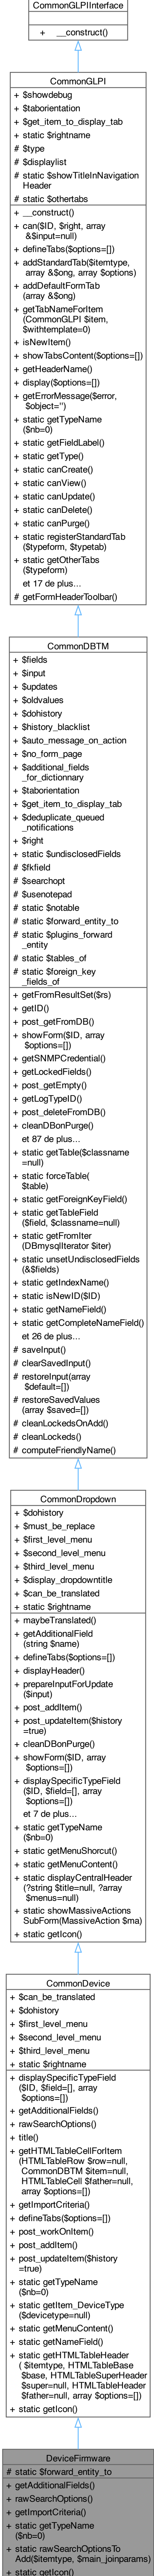 CommonGLPIInterface
+ __construct()
CommonGLPI
+ $showdebug
+ $taborientation
+ $get_item_to_display_tab
+ static $rightname
# $type
# $displaylist
# static $showTitleInNavigation
Header
# static $othertabs
+ __construct()
+ can($ID, $right, array
&$input=null)
+ defineTabs($options=[])
+ addStandardTab($itemtype,
array &$ong, array $options)
+ addDefaultFormTab
(array &$ong)
+ getTabNameForItem
(CommonGLPI $item,
$withtemplate=0)
+ isNewItem()
+ showTabsContent($options=[])
+ getHeaderName()
+ display($options=[])
+ getErrorMessage($error,
$object='')
+ static getTypeName
($nb=0)
+ static getFieldLabel()
+ static getType()
+ static canCreate()
+ static canView()
+ static canUpdate()
+ static canDelete()
+ static canPurge()
+ static registerStandardTab
($typeform, $typetab)
+ static getOtherTabs
($typeform)
et 17 de plus...
# getFormHeaderToolbar()
CommonDBTM
+ $fields
+ $input
+ $updates
+ $oldvalues
+ $dohistory
+ $history_blacklist
+ $auto_message_on_action
+ $no_form_page
+ $additional_fields
_for_dictionnary
+ $taborientation
+ $get_item_to_display_tab
+ $deduplicate_queued
_notifications
+ $right
+ static $undisclosedFields
# $fkfield
# $searchopt
# $usenotepad
# static $notable
# static $forward_entity_to
# static $plugins_forward
_entity
# static $tables_of
# static $foreign_key
_fields_of
+ getFromResultSet($rs)
+ getID()
+ post_getFromDB()
+ showForm($ID, array
$options=[])
+ getSNMPCredential()
+ getLockedFields()
+ post_getEmpty()
+ getLogTypeID()
+ post_deleteFromDB()
+ cleanDBonPurge()
et 87 de plus...
+ static getTable($classname
=null)
+ static forceTable(
$table)
+ static getForeignKeyField()
+ static getTableField
($field, $classname=null)
+ static getFromIter
(DBmysqlIterator $iter)
+ static unsetUndisclosedFields
(&$fields)
+ static getIndexName()
+ static isNewID($ID)
+ static getNameField()
+ static getCompleteNameField()
et 26 de plus...
# saveInput()
# clearSavedInput()
# restoreInput(array
$default=[])
# restoreSavedValues
(array $saved=[])
# cleanLockedsOnAdd()
# cleanLockeds()
# computeFriendlyName()
CommonDropdown
+ $dohistory
+ $must_be_replace
+ $first_level_menu
+ $second_level_menu
+ $third_level_menu
+ $display_dropdowntitle
+ $can_be_translated
+ static $rightname
+ maybeTranslated()
+ getAdditionalField
(string $name)
+ defineTabs($options=[])
+ displayHeader()
+ prepareInputForUpdate
($input)
+ post_addItem()
+ post_updateItem($history
=true)
+ cleanDBonPurge()
+ showForm($ID, array
$options=[])
+ displaySpecificTypeField
($ID, $field=[], array
$options=[])
et 7 de plus...
+ static getTypeName
($nb=0)
+ static getMenuShorcut()
+ static getMenuContent()
+ static displayCentralHeader
(?string $title=null, ?array
$menus=null)
+ static showMassiveActions
SubForm(MassiveAction $ma)
+ static getIcon()
CommonDevice
+ $can_be_translated
+ $dohistory
+ $first_level_menu
+ $second_level_menu
+ $third_level_menu
+ static $rightname
+ displaySpecificTypeField
($ID, $field=[], array
$options=[])
+ getAdditionalFields()
+ rawSearchOptions()
+ title()
+ getHTMLTableCellForItem
(HTMLTableRow $row=null,
CommonDBTM $item=null,
HTMLTableCell $father=null,
array $options=[])
+ getImportCriteria()
+ defineTabs($options=[])
+ post_workOnItem()
+ post_addItem()
+ post_updateItem($history
=true)
+ static getTypeName
($nb=0)
+ static getItem_DeviceType
($devicetype=null)
+ static getMenuContent()
+ static getNameField()
+ static getHTMLTableHeader
( $itemtype, HTMLTableBase
$base, HTMLTableSuperHeader
$super=null, HTMLTableHeader
$father=null, array $options=[])
+ static getIcon()
DeviceFirmware
# static $forward_entity_to
+ getAdditionalFields()
+ rawSearchOptions()
+ getImportCriteria()
+ static getTypeName
($nb=0)
+ static rawSearchOptionsTo
Add($itemtype, $main_joinparams)
+ static getIcon()